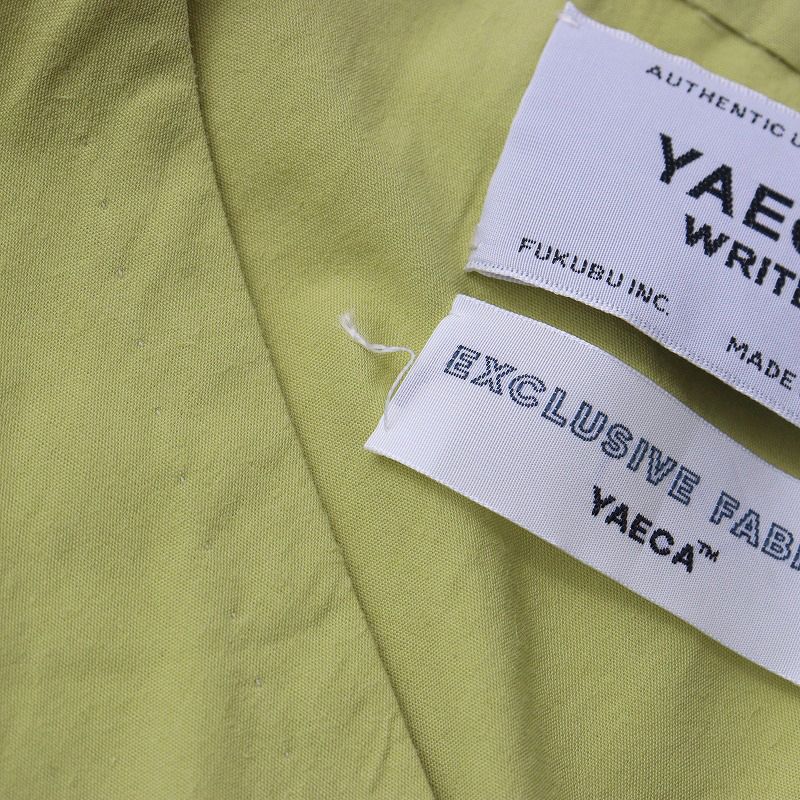 AUTHENTIC
YAEC
WRITE
FUKUBU INC.
MADE
EXCLUSIVE FAB
YAECA™